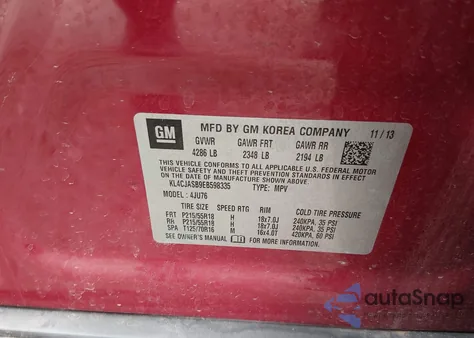 GM
MFD BY GM KOREA COMPANY 11/13
GVWR GAWR FRT GAWR RR
4286 LB 2348 LB 2194 LB
THIS VEHICLE CONFORMS TO ALL APPLICABLE U.S. FEDERAL MOTOR
VEHICLE SAFETY AND THEFT PREVENTION STANDARDS IN EFFECT
ON THE DATE OF MANUFACTURE SHOWN ABOVE.
KL4CJASB9EB598335 TYPE: MPV
MODEL: 4JU76
TIRE SIZE SPEED RTG RIM COLD TIRE PRESSURE
FRT P215/55R18 H 18x7.0J 240KPA, 35 PSI
RR P215/55R18 H 18x7.0J 240KPA, 35 PSI
SPA T125/70R16 M 16x4.0T 420KPA, 60 PSI
SEE OWNER'S MANUAL FOR MORE INFORMATION
autoSnap